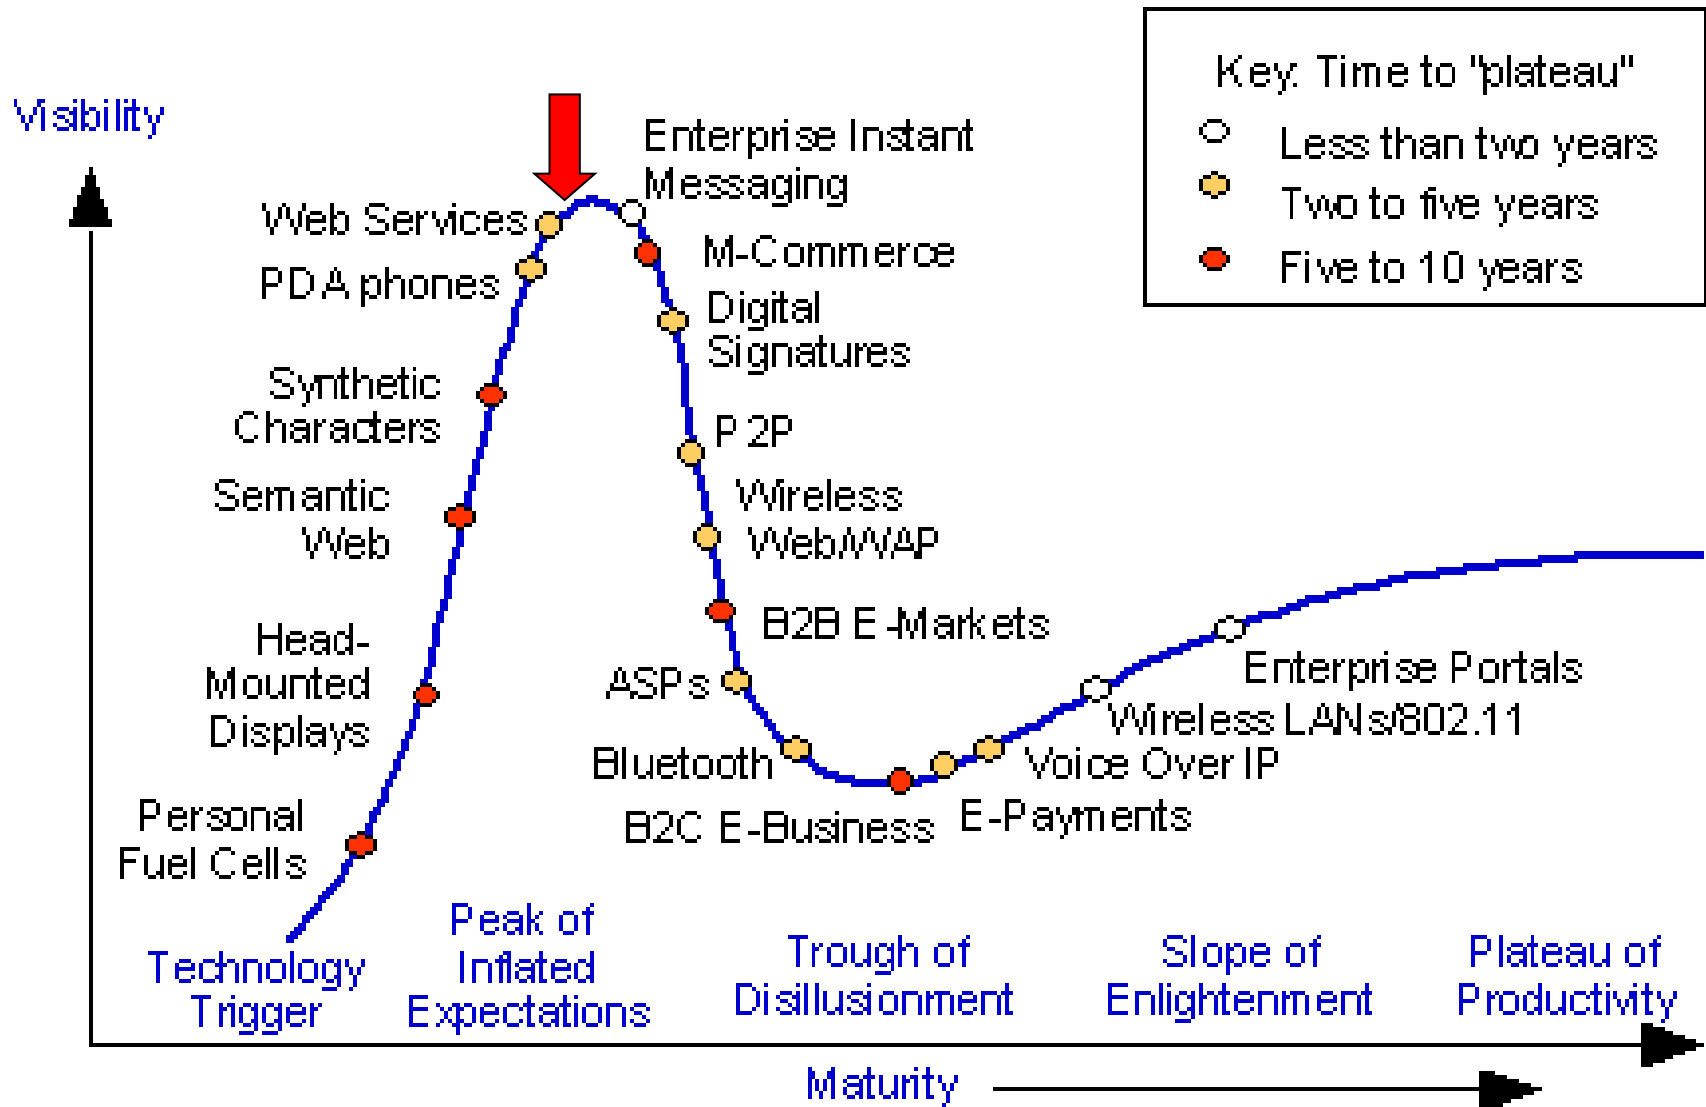 Key: Time to "plateau"
Less than two years
Two to five years
Five to 10 years
Visibility
Enterprise Instant
Messaging
Web Services
M-Commerce
PDA phones
Digital
Signatures
Synthetic
Characters
P2P
Semantic
Web
Wireless
Web/WAP
B2B E-Markets
Head-
Mounted
Displays
ASPs
Enterprise Portals
Wireless LANs/802.11
Bluetooth
Voice Over IP
B2C E-Business
E-Payments
Personal
Fuel Cells
Technology
Trigger
Peak of
Inflated
Expectations
Trough of
Disillusionment
Slope of
Enlightenment
Plateau of
Productivity
Maturity